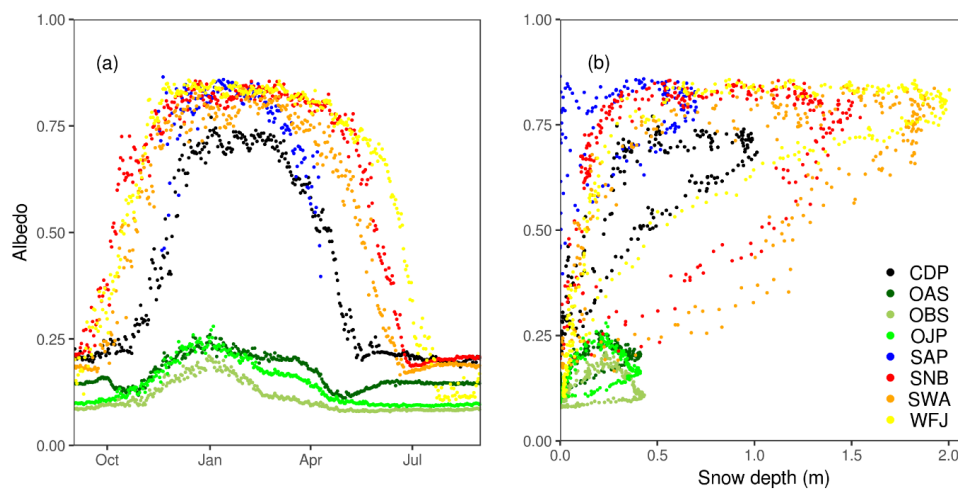 (a)
Albedo
1.00
0.75
0.50
0.25
0.00
Oct Jan Apr Jul
(b)
1.00
0.75
0.50
0.25
0.00
0.0 0.5 1.0 1.5 2.0
Snow depth (m)
CDP
OAS
OBS
OJP
SAP
SNB
SWA
WFJ